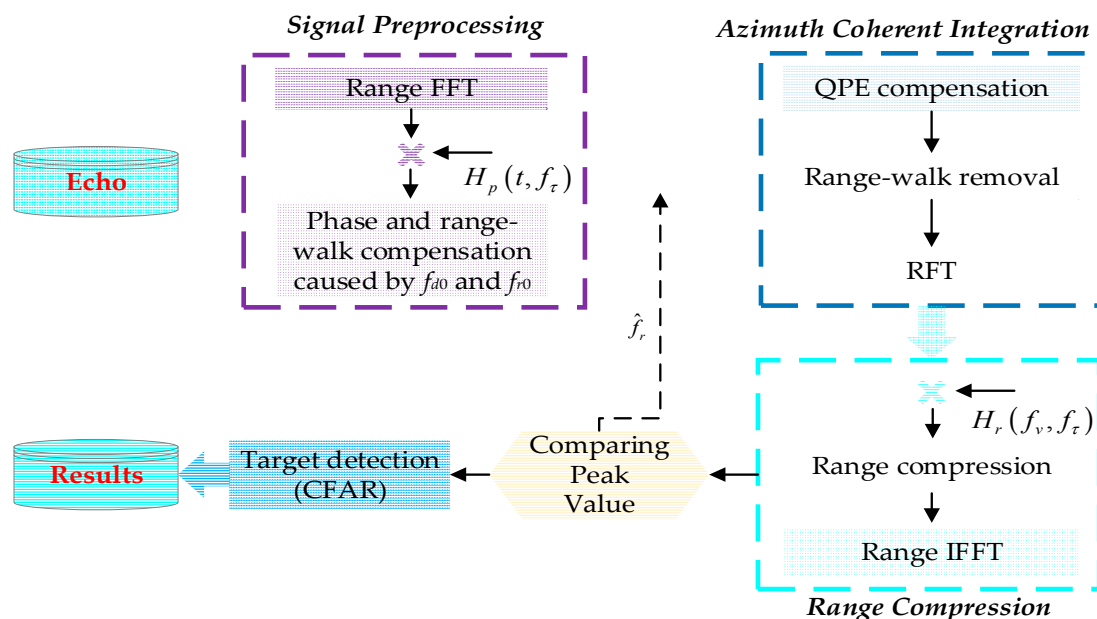 Signal Preprocessing
Range FFT
H_p(t, f_τ)
Phase and range-
walk compensation
caused by f_d0 and f_r0
Echo
Azimuth Coherent Integration
QPE compensation
Range-walk removal
RFT
f̂_r
H_r(f_v, f_τ)
Range compression
Range IFFT
Range Compression
Comparing
Peak
Value
Target detection
(CFAR)
Results